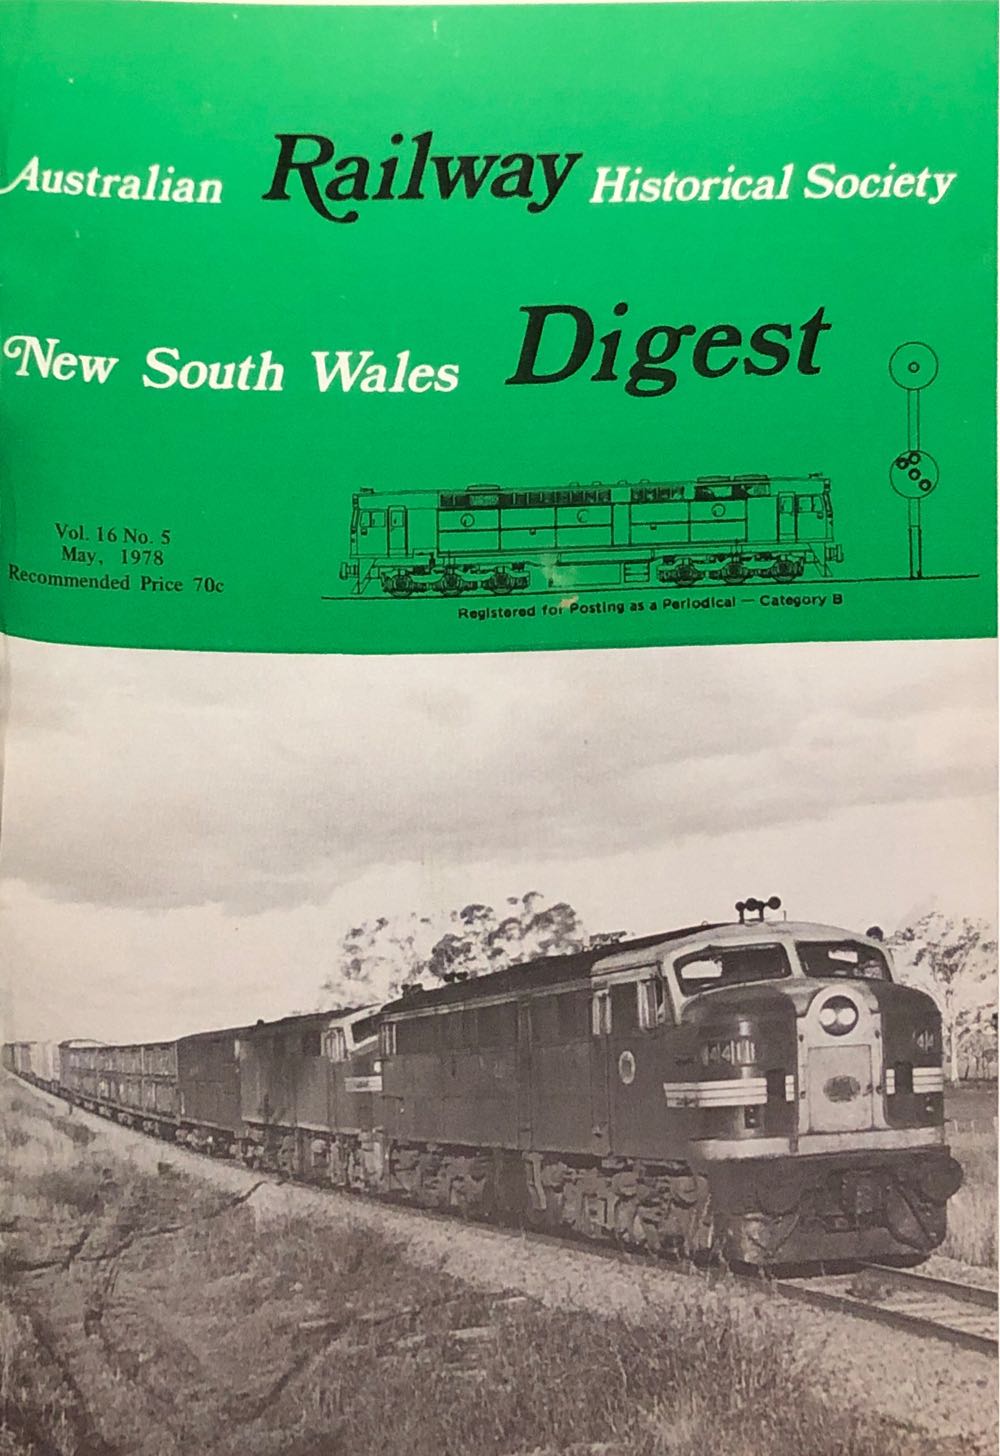 Australian Railway Historical Society
New South Wales Digest
Vol. 16 No. 5
May, 1978
Recommended Price 70c
Registered for Posting as a Periodical — Category B